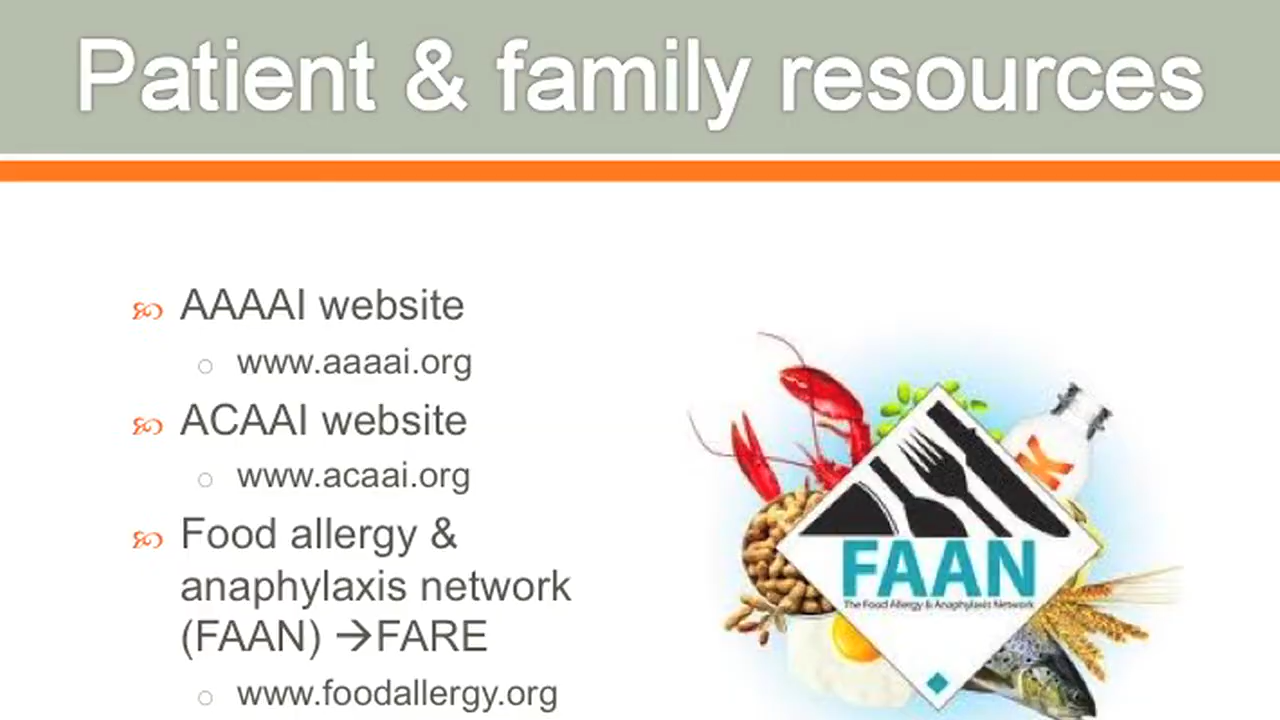 Patient & family resources
AAAAI website
www.aaaai.org
ACAAI website
www.acaai.org
Food allergy &
anaphylaxis network
(FAAN) →FARE
www.foodallergy.org
K
FAAN
The Food Allergy & Anaphylaxis Network